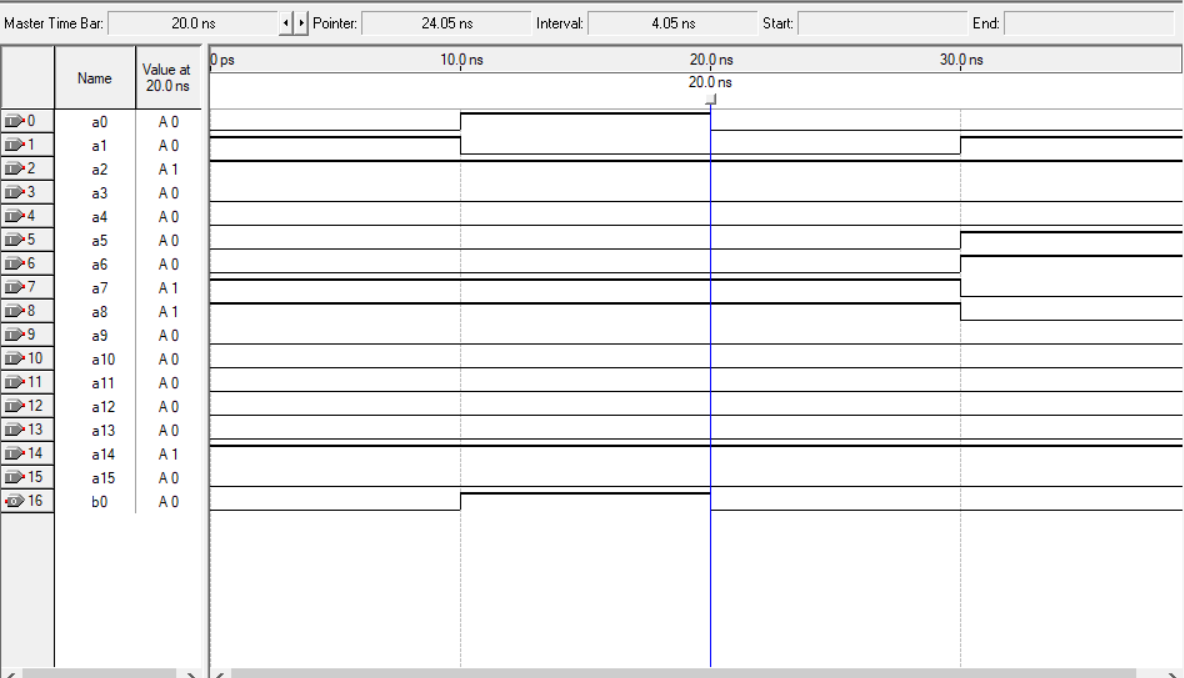 Master Time Bar: 20.0 ns Pointer: 24.05 ns Interval: 4.05 ns Start: End:
Name Value at 20.0 ns 0 ps 10.0 ns 20.0 ns 30.0 ns
20.0 ns
0 a0 A 0
1 a1 A 0
2 a2 A 1
3 a3 A 0
4 a4 A 0
5 a5 A 0
6 a6 A 0
7 a7 A 1
8 a8 A 1
9 a9 A 0
10 a10 A 0
11 a11 A 0
12 a12 A 0
13 a13 A 0
14 a14 A 1
15 a15 A 0
16 b0 A 0